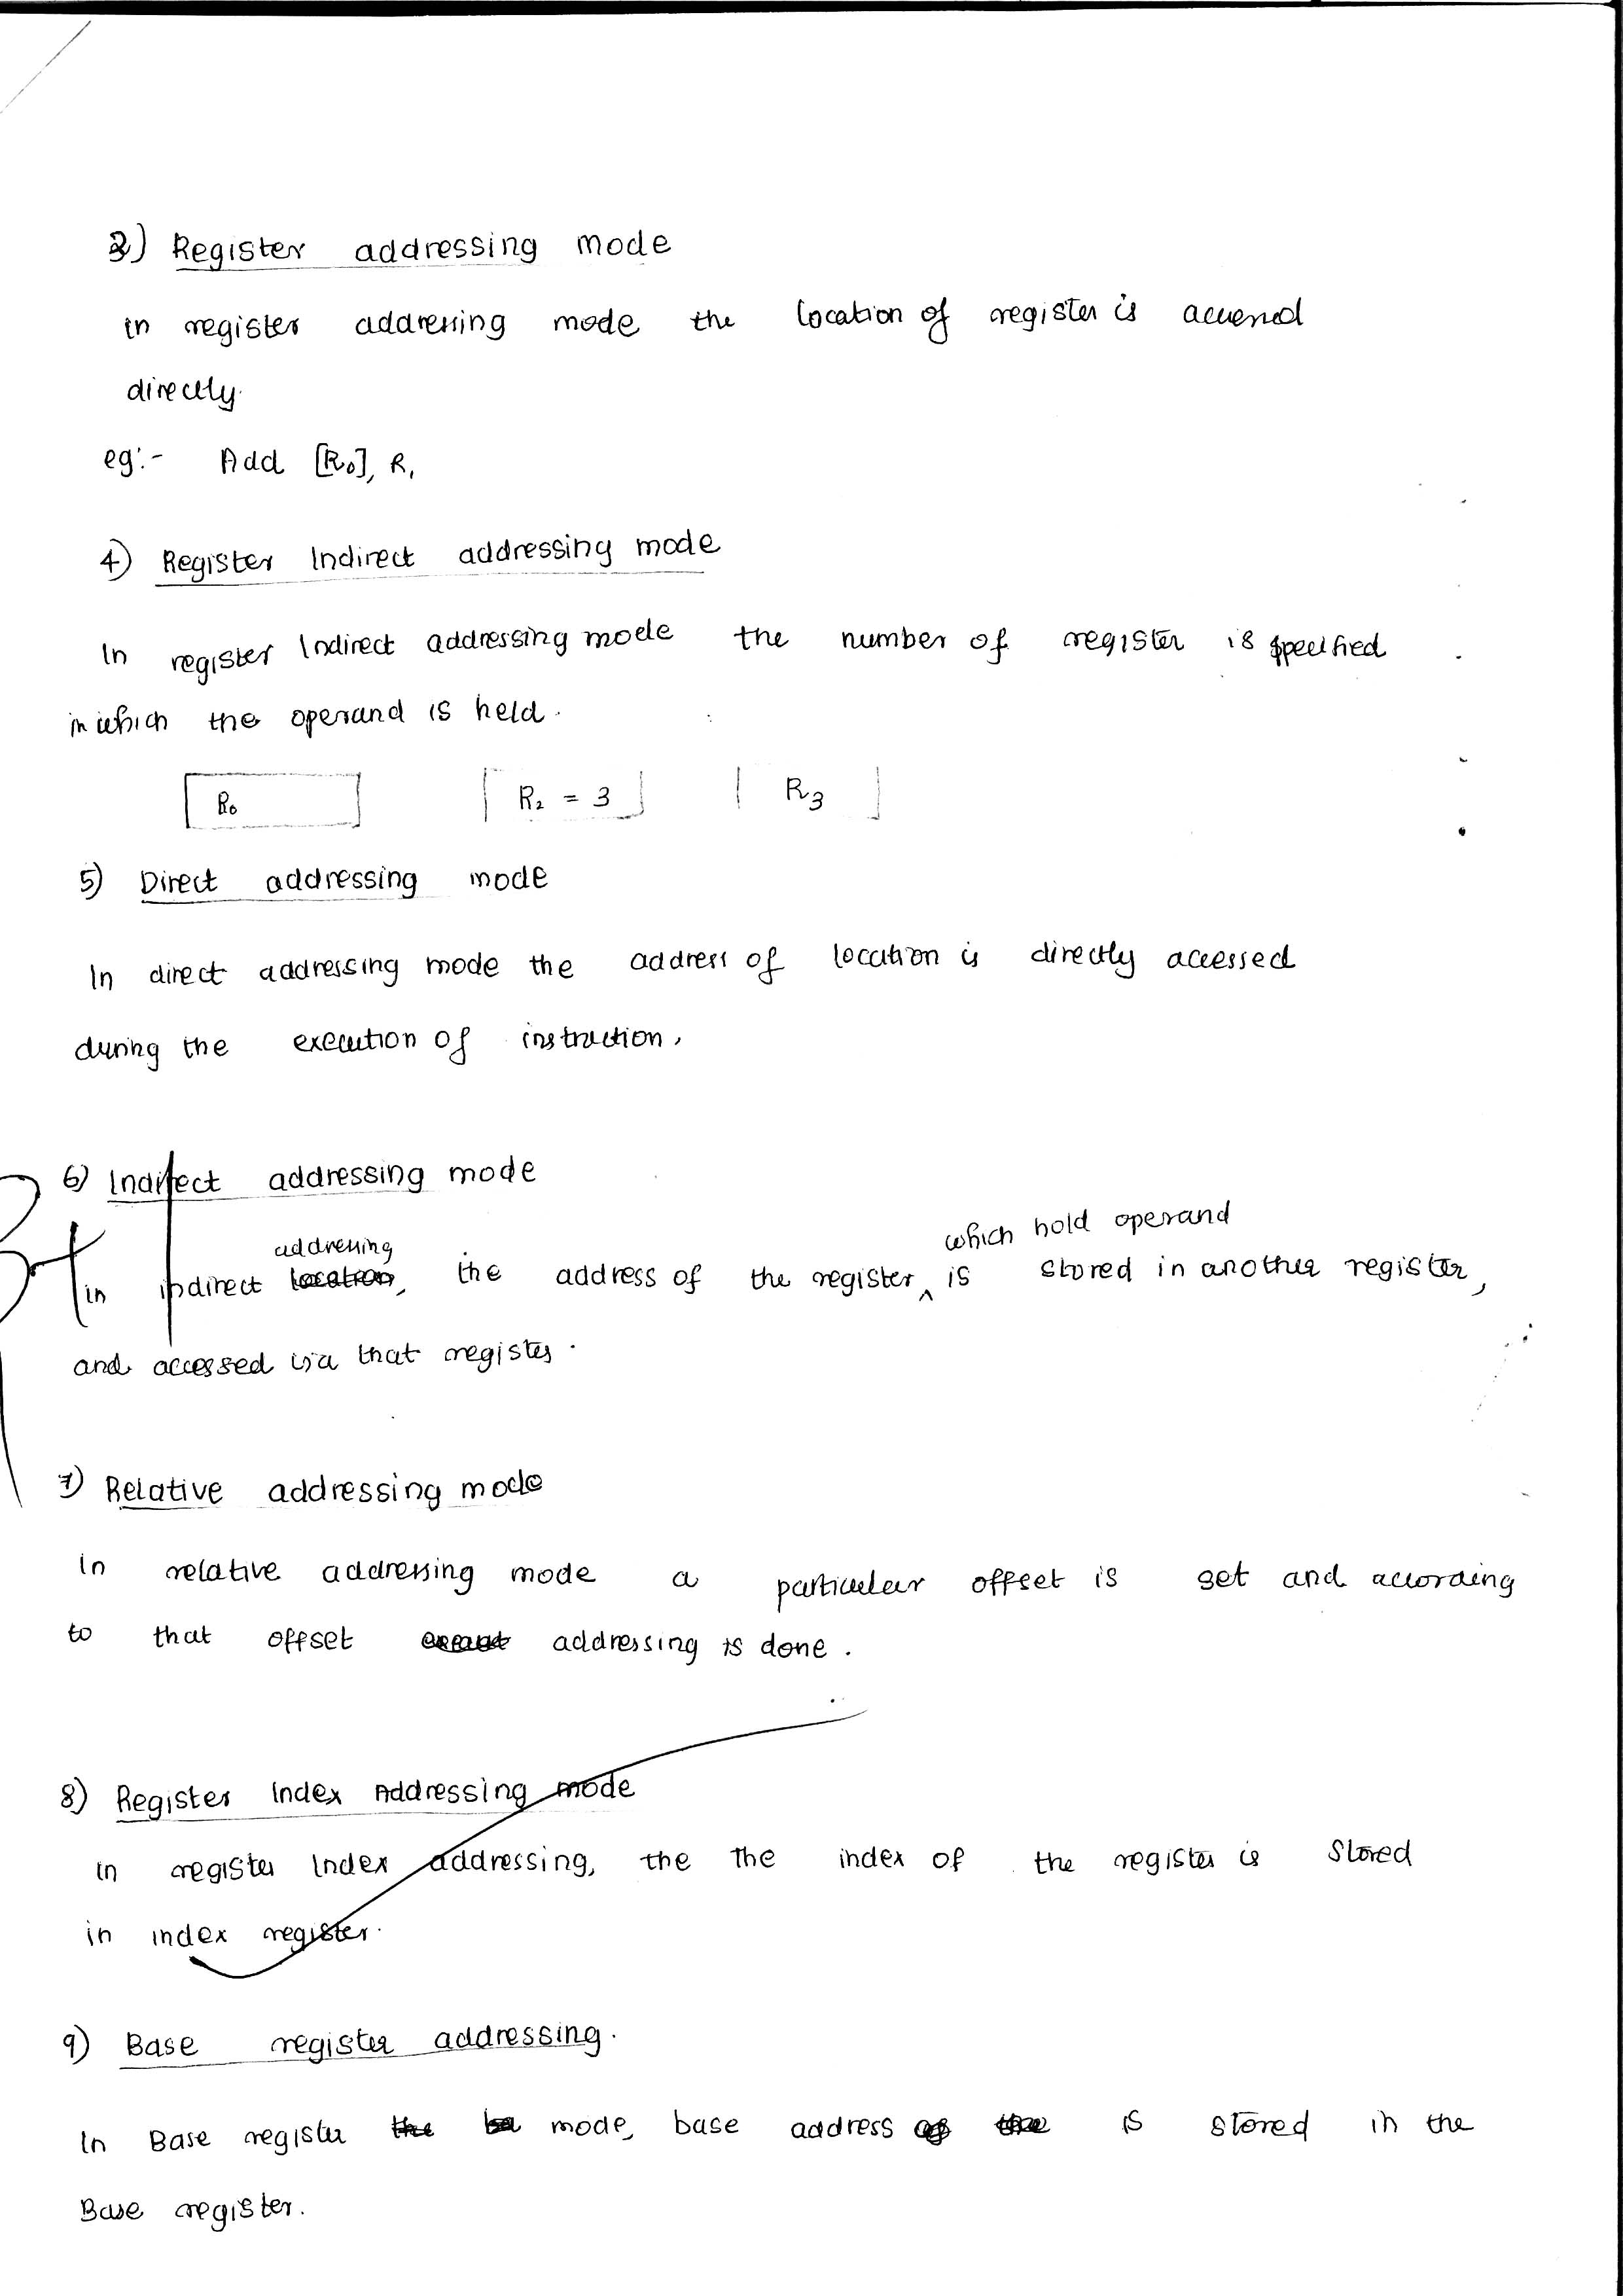 3) Register addressing mode
in register addressing mode the location of register is accessed
directly.
eg:- Add [R0], R1
4) Register Indirect addressing mode
In register Indirect addressing mode the number of register is specified
in which the operand is held.
R0 R2 = 3 R3
5) Direct addressing mode
In direct addressing mode the address of location is directly accessed
during the execution of instruction.
6) Indirect addressing mode
which hold operand
addressing
in indirect location, the address of the register ^ is stored in another register,
and accessed via that register.
7) Relative addressing mode
In relative addressing mode a particular offset is set and according
to that offset addressing is done.
8) Register Index Addressing mode
in register Index addressing, the the index of the register is stored
in index register.
9) Base register addressing.
In Base register the ba mode, base address of the is stored in the
Base register.